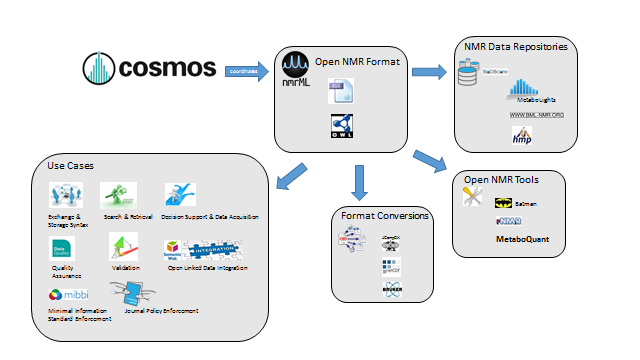 cosmos
coordinates
nmrML
Open NMR Format
XSD
OWL
NMR Data Repositories
MetaboLights
WWW.BML-NMR.ORG
hmp
Use Cases
Exchange &
Storage Syntax
Search & Retrieval
Decision Support & Data Acquisition
Data
Quality
Quality
Assurance
Validation
Semantic
Web
INTEGRATION
Open Linked Data Integration
mibbi
Minimal Information
Standard Enforcement
Journal Policy Enforcement
Format Conversions
netCDF
BRUKER
Open NMR Tools
Batman
rNMR
MetaboQuant